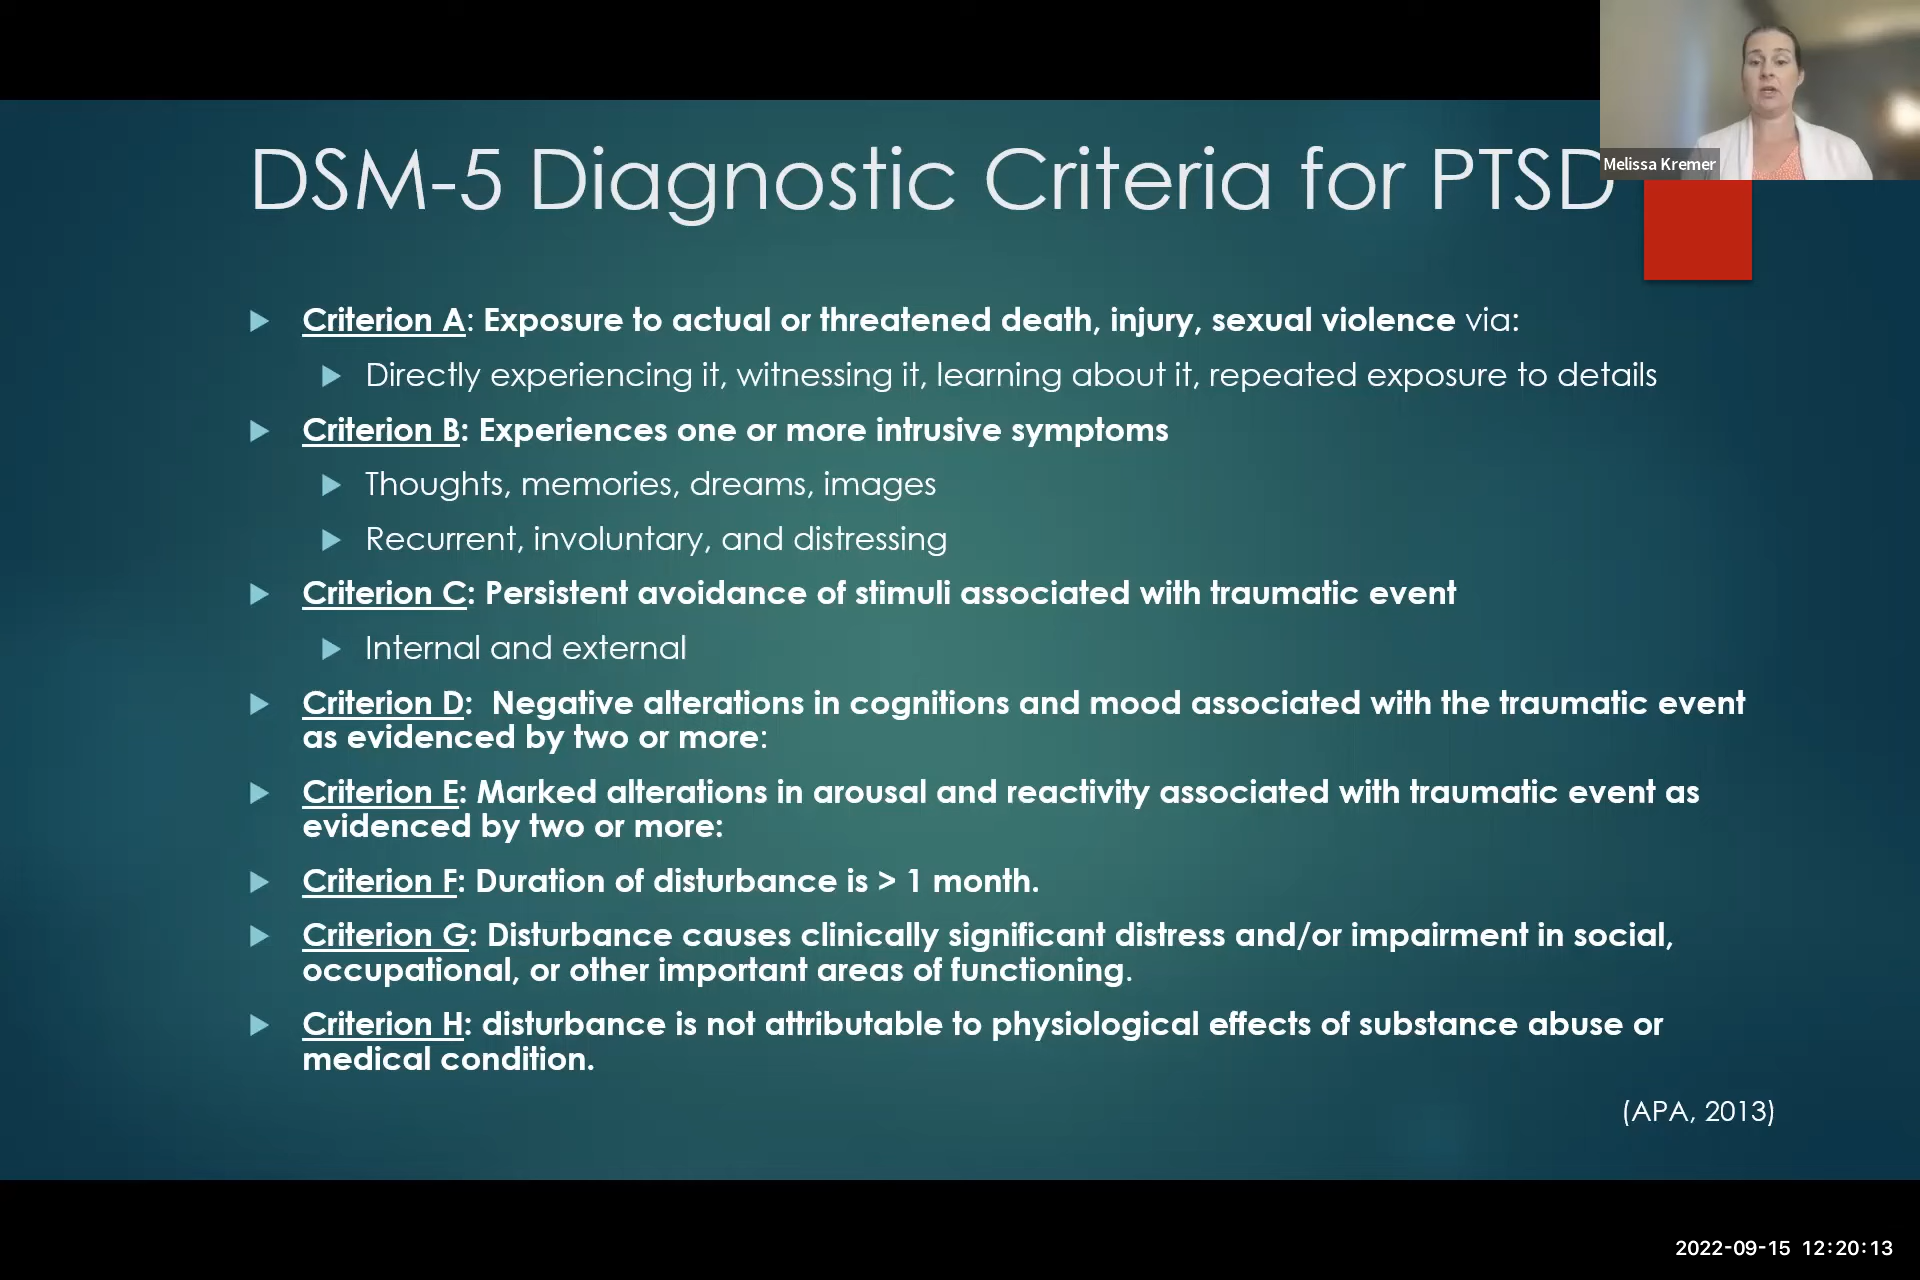 Melissa Kremer
DSM-5 Diagnostic Criteria for PTSD
Criterion A: Exposure to actual or threatened death, injury, sexual violence via:
Directly experiencing it, witnessing it, learning about it, repeated exposure to details
Criterion B: Experiences one or more intrusive symptoms
Thoughts, memories, dreams, images
Recurrent, involuntary, and distressing
Criterion C: Persistent avoidance of stimuli associated with traumatic event
Internal and external
Criterion D:  Negative alterations in cognitions and mood associated with the traumatic event
as evidenced by two or more:
Criterion E: Marked alterations in arousal and reactivity associated with traumatic event as
evidenced by two or more:
Criterion F: Duration of disturbance is > 1 month.
Criterion G: Disturbance causes clinically significant distress and/or impairment in social,
occupational, or other important areas of functioning.
Criterion H: disturbance is not attributable to physiological effects of substance abuse or
medical condition.
(APA, 2013)
2022-09-15 12:20:13